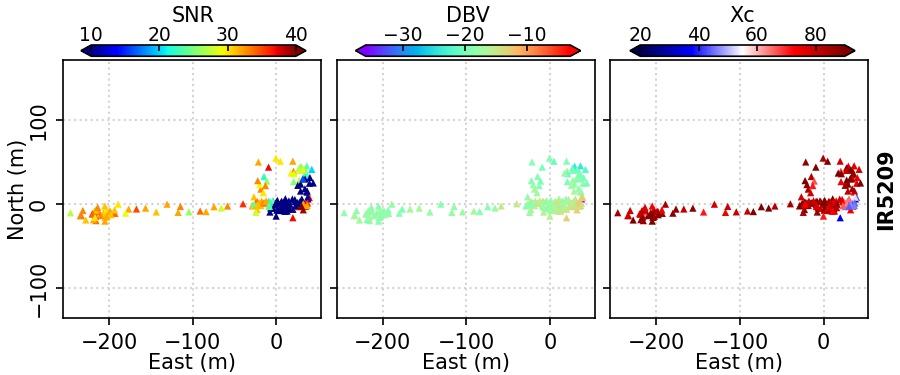 SNR DBV Xc
10 20 30 40 −30 −20 −10 20 40 60 80
100
0
−100
North (m)
−200 −100 0 −200 −100 0 −200 −100 0
East (m) East (m) East (m)
IR5209